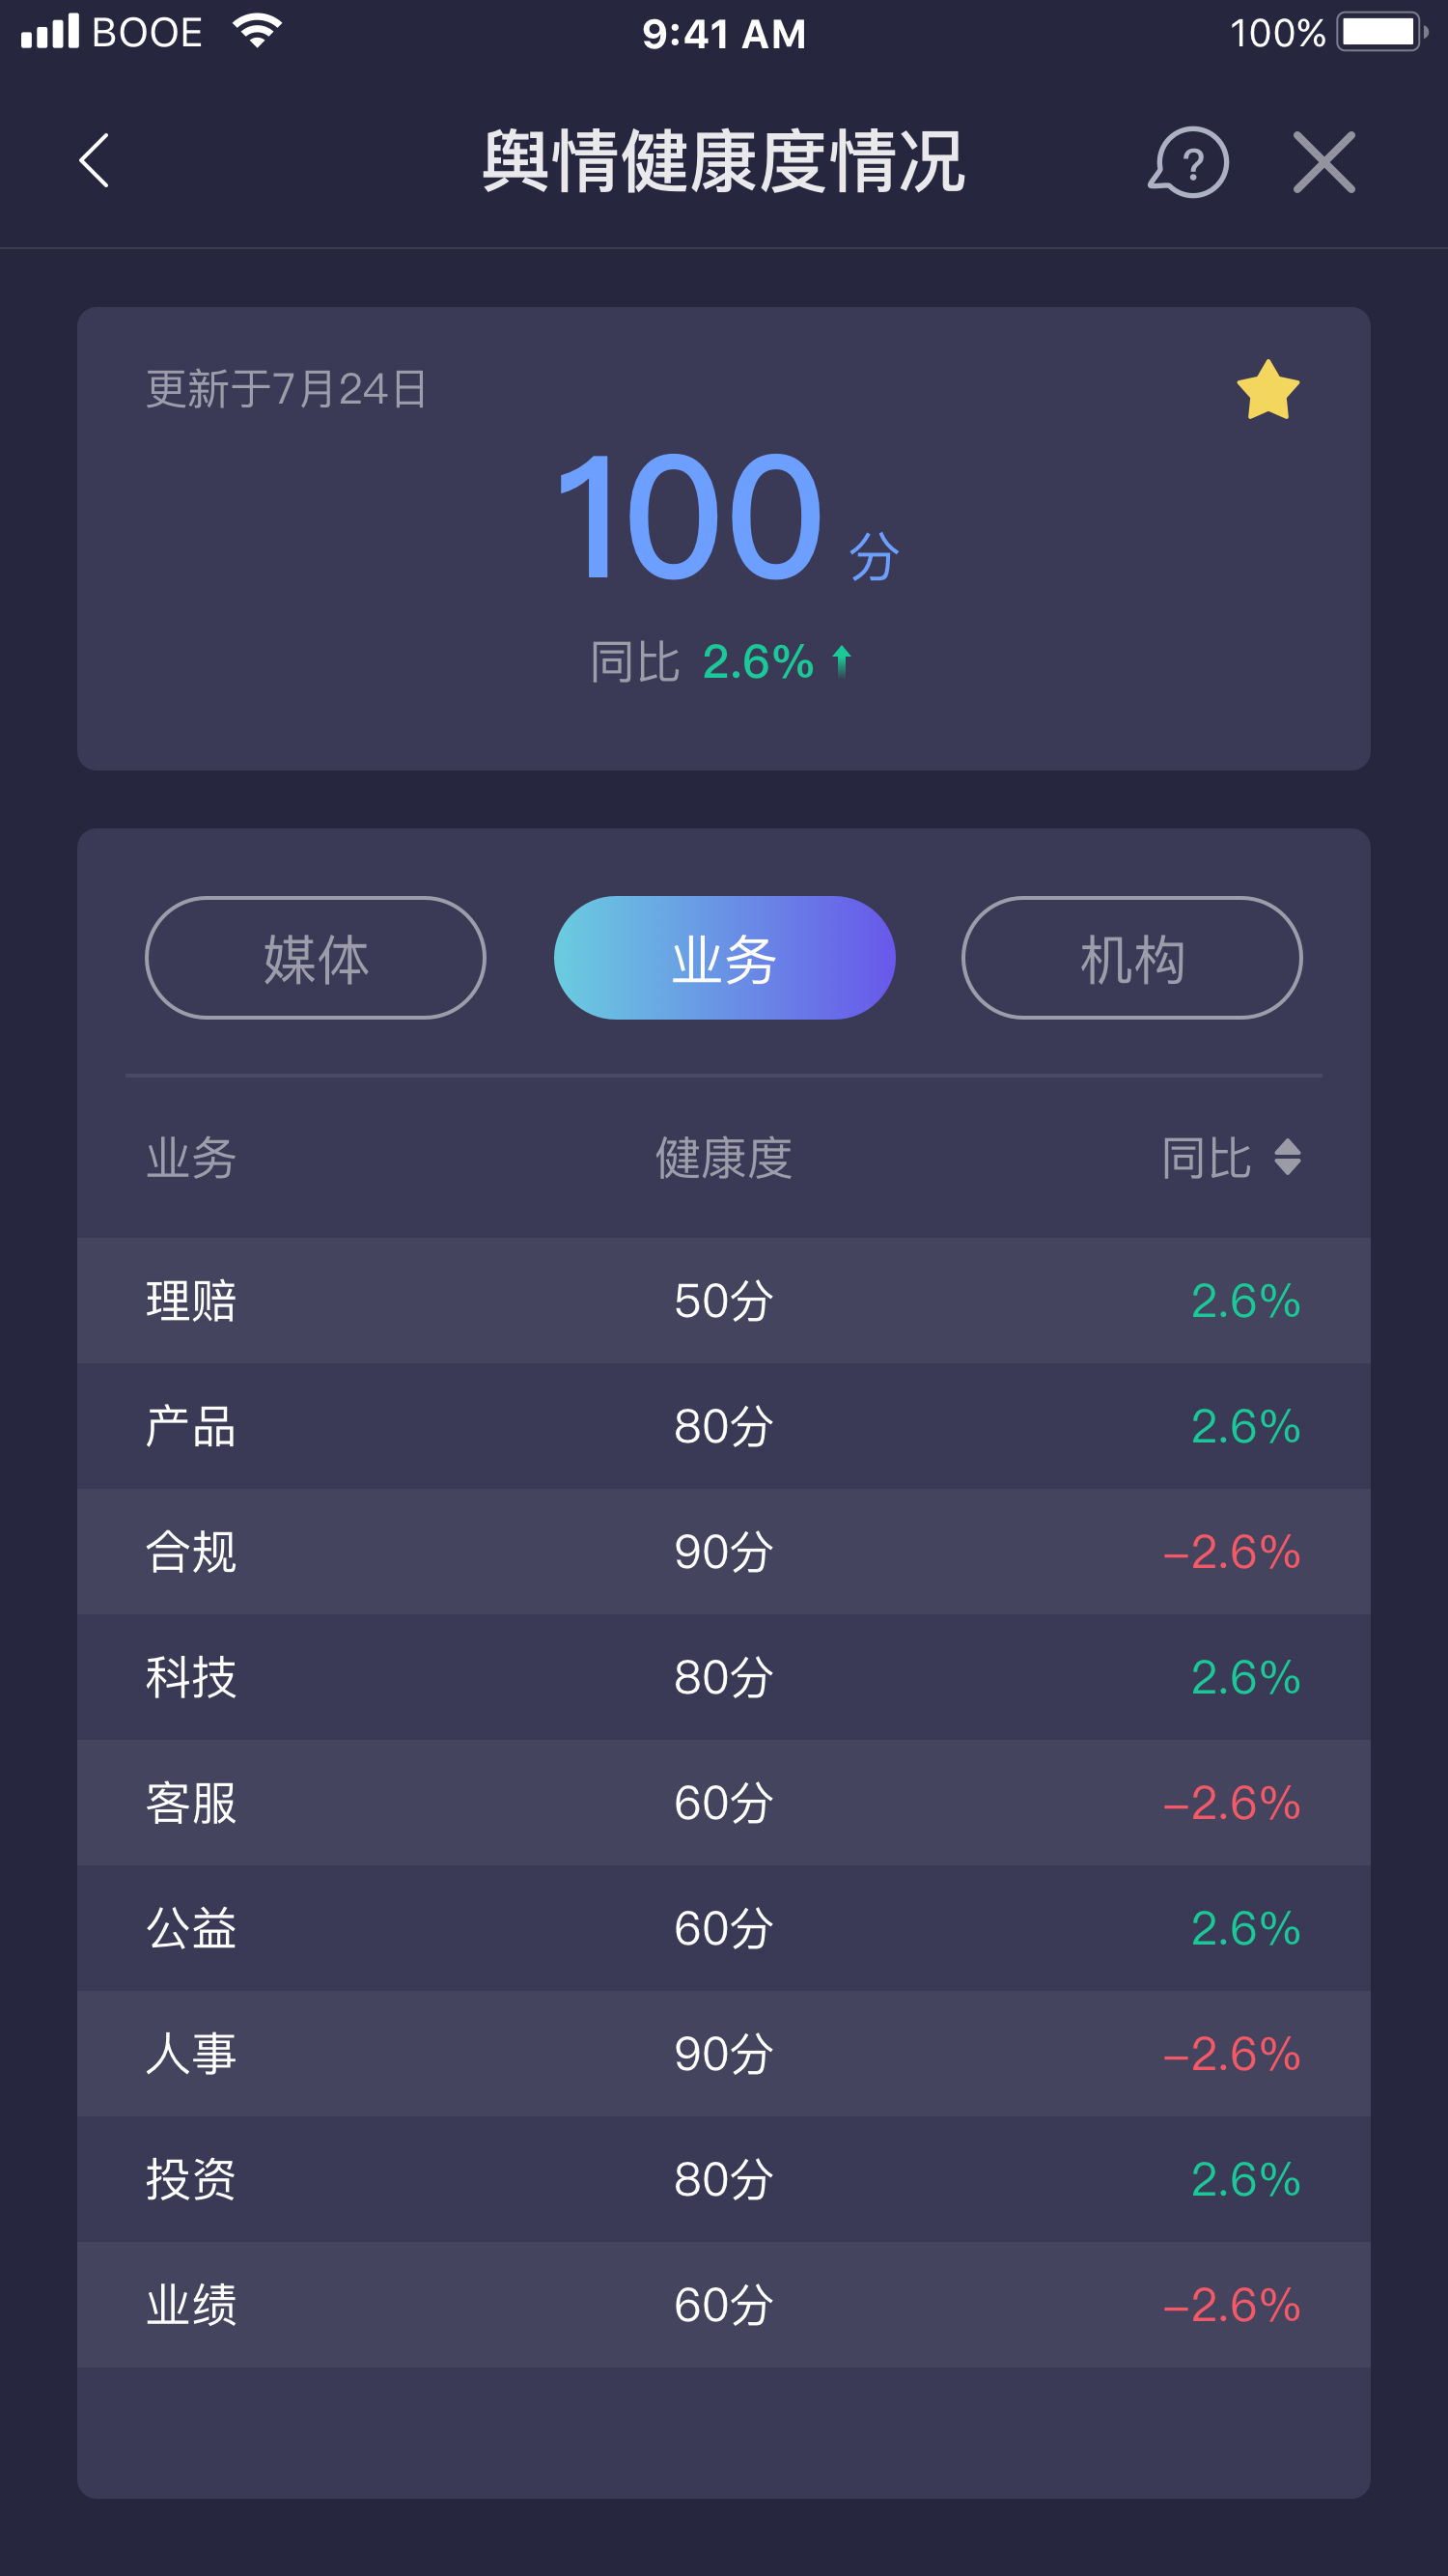 BOOE 9:41 AM 100%
舆情健康度情况 ?
更新于7月24日
100 分
同比 2.6%
媒体 业务 机构
业务 健康度 同比
理赔 50分 2.6%
产品 80分 2.6%
合规 90分 -2.6%
科技 80分 2.6%
客服 60分 -2.6%
公益 60分 2.6%
人事 90分 -2.6%
投资 80分 2.6%
业绩 60分 -2.6%